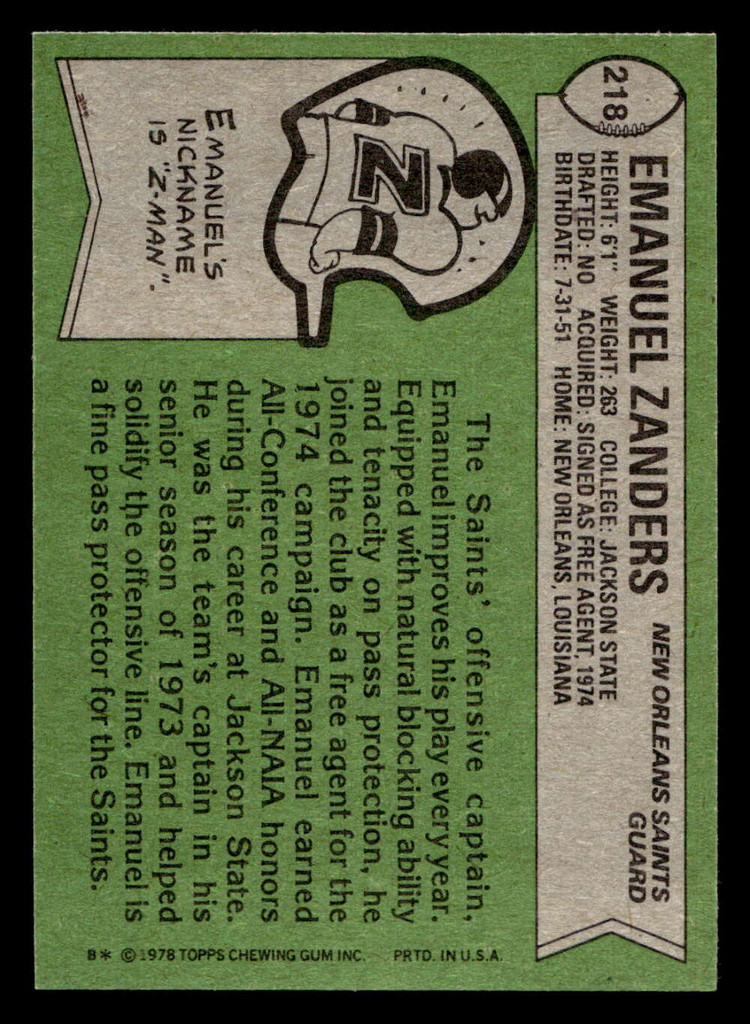 218
EMANUEL ZANDERS NEW ORLEANS SAINTS
GUARD
HEIGHT: 6'1" WEIGHT: 263 COLLEGE: JACKSON STATE
DRAFTED: NO ACQUIRED: SIGNED AS FREE AGENT, 1974
BIRTHDATE: 7-31-51 HOME: NEW ORLEANS, LOUISIANA
Z
EMANUEL'S
NICKNAME
IS "Z-MAN".
The Saints' offensive captain,
Emanuel improves his play every year.
Equipped with natural blocking ability
and tenacity on pass protection, he
joined the club as a free agent for the
1974 campaign. Emanuel earned
All-Conference and All-NAIA honors
during his career at Jackson State.
He was the team's captain in his
senior season of 1973 and helped
solidify the offensive line. Emanuel is
a fine pass protector for the Saints.
B* © 1978 TOPPS CHEWING GUM INC. PRTD. IN U.S.A.